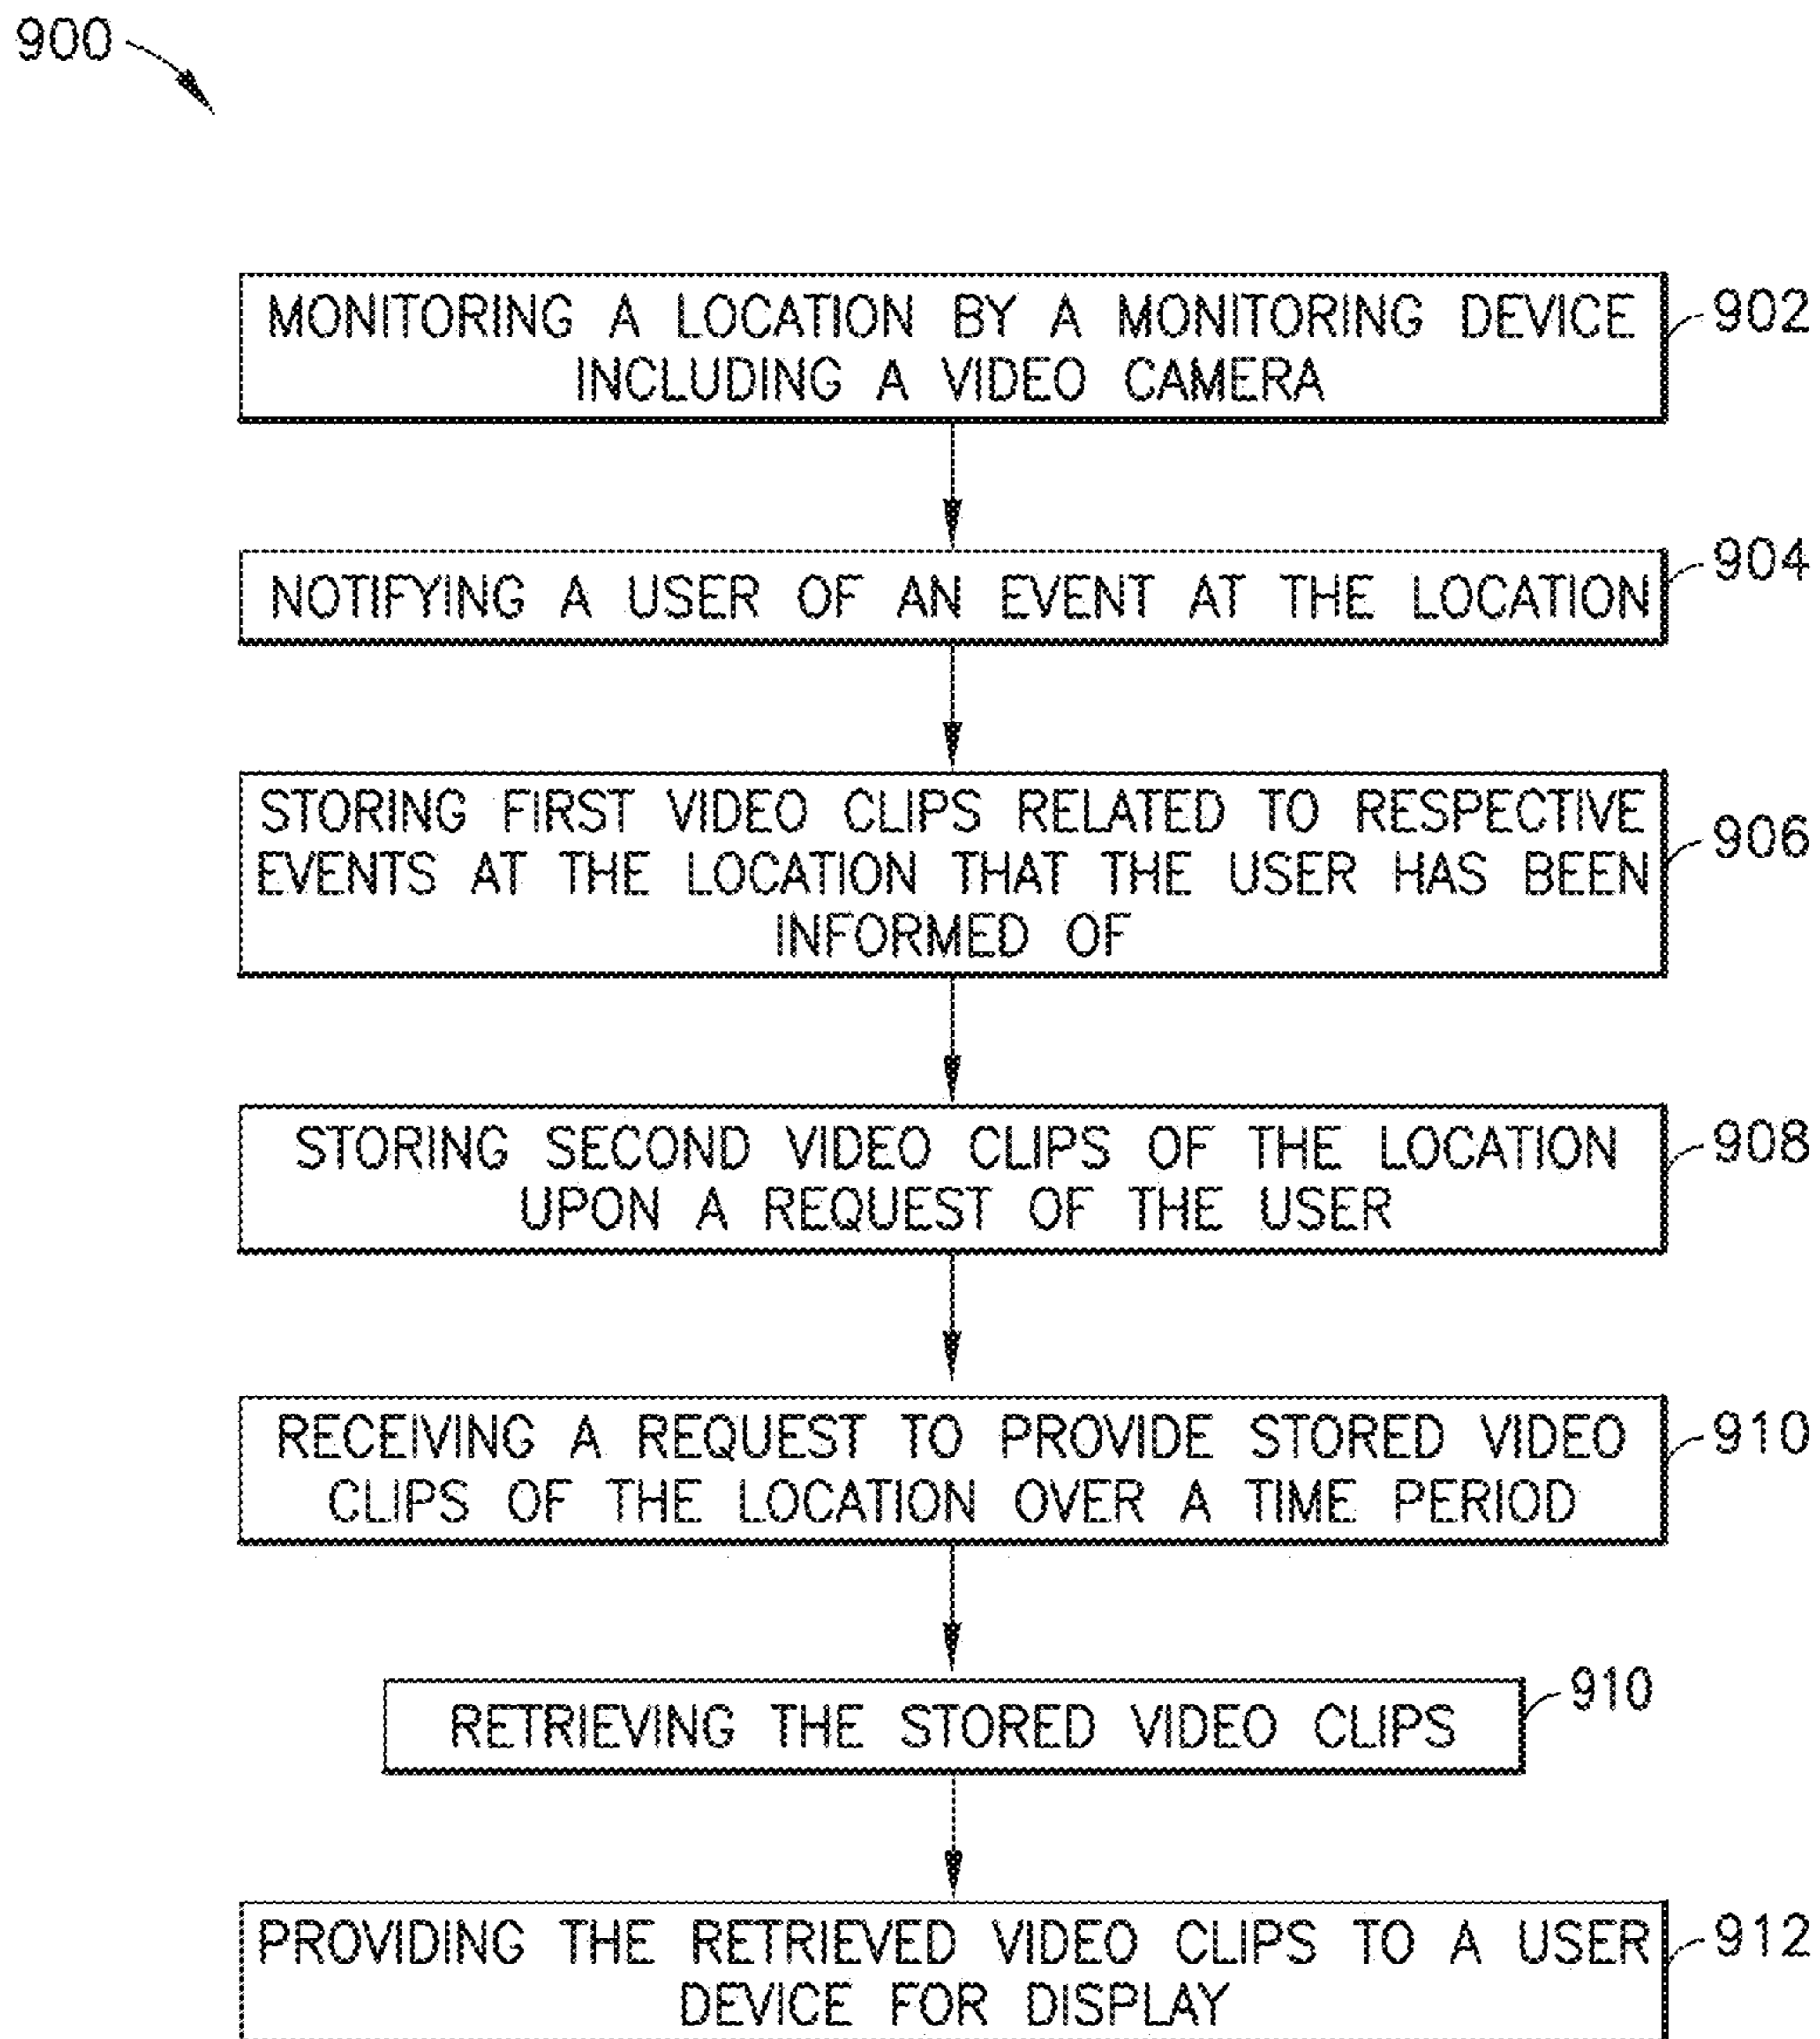 900
MONITORING A LOCATION BY A MONITORING DEVICE
INCLUDING A VIDEO CAMERA
902
NOTIFYING A USER OF AN EVENT AT THE LOCATION
904
STORING FIRST VIDEO CLIPS RELATED TO RESPECTIVE
EVENTS AT THE LOCATION THAT THE USER HAS BEEN
INFORMED OF
906
STORING SECOND VIDEO CLIPS OF THE LOCATION
UPON A REQUEST OF THE USER
908
RECEIVING A REQUEST TO PROVIDE STORED VIDEO
CLIPS OF THE LOCATION OVER A TIME PERIOD
910
RETRIEVING THE STORED VIDEO CLIPS
910
PROVIDING THE RETRIEVED VIDEO CLIPS TO A USER
DEVICE FOR DISPLAY
912